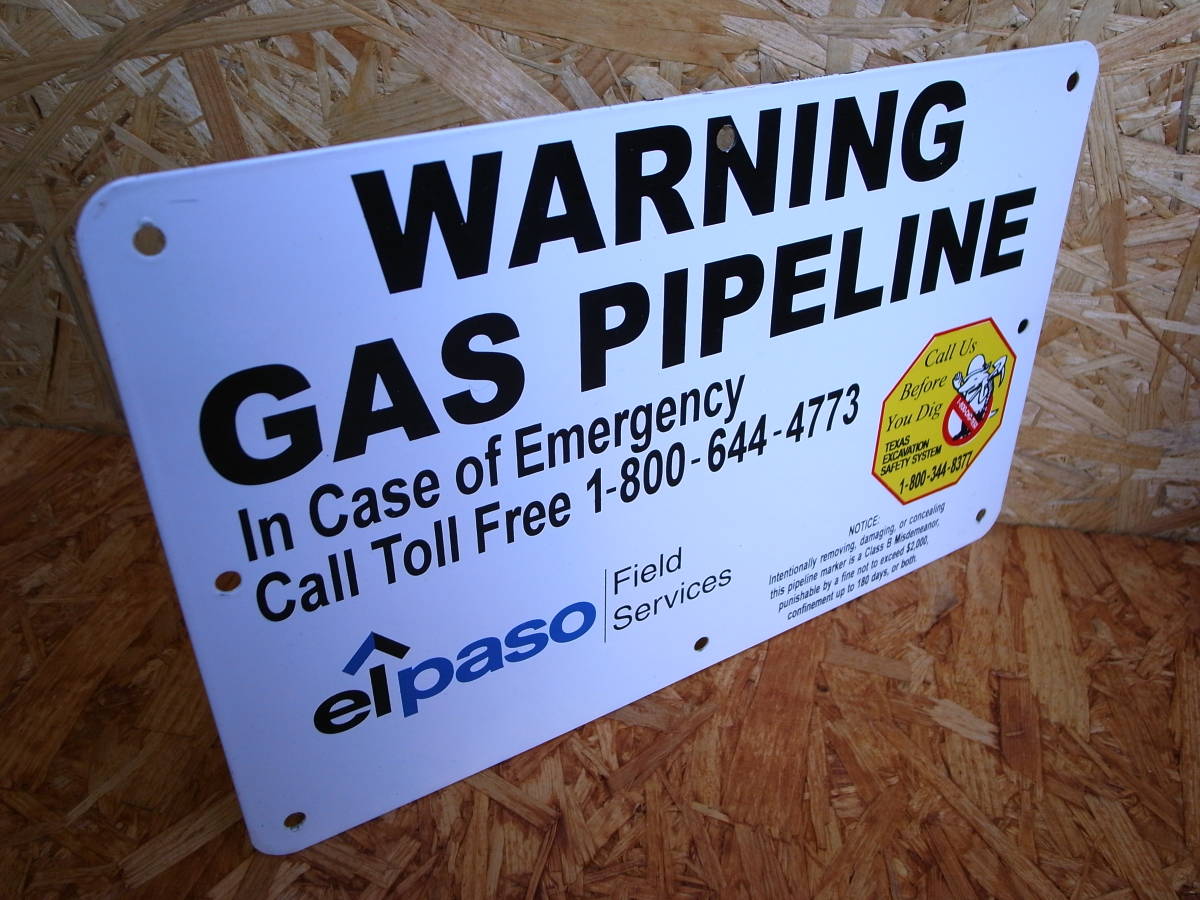 WARNING
GAS PIPELINE
In Case of Emergency
Call Toll Free 1-800-644-4773
Call Us
Before
You Dig
TEXAS
EXCAVATION
SAFETY SYSTEM
1-800-344-8377
elpaso
Field
Services
NOTICE:
Intentionally removing, damaging, or concealing
this pipeline marker is a Class B Misdemeanor,
punishable by a fine not to exceed $2,000,
confinement up to 180 days, or both.